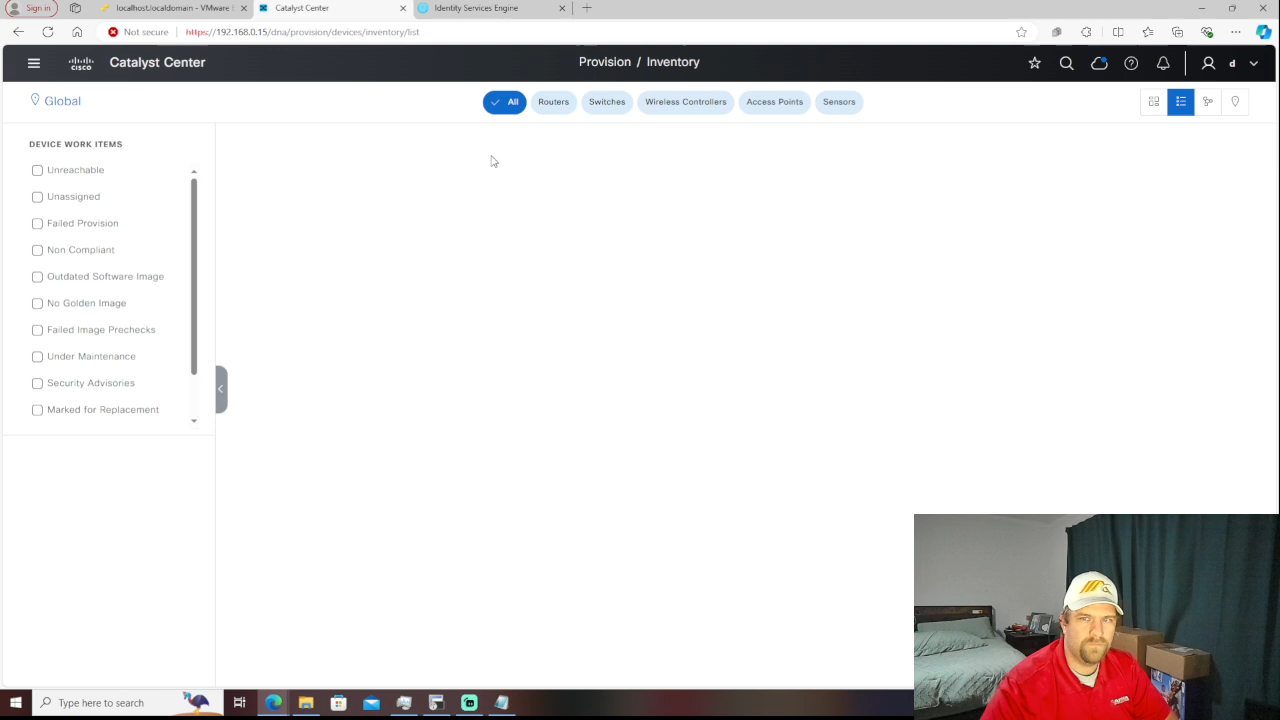 Sign in
localhost.localdomain - VMware
Catalyst Center
Identity Services Engine
Not secure
https://192.168.0.15/dna/provision/devices/inventory/list
cisco
Catalyst Center
Provision / Inventory
d
Global
All
Routers
Switches
Wireless Controllers
Access Points
Sensors
DEVICE WORK ITEMS
Unreachable
Unassigned
Failed Provision
Non Compliant
Outdated Software Image
No Golden Image
Failed Image Prechecks
Under Maintenance
Security Advisories
Marked for Replacement
Type here to search